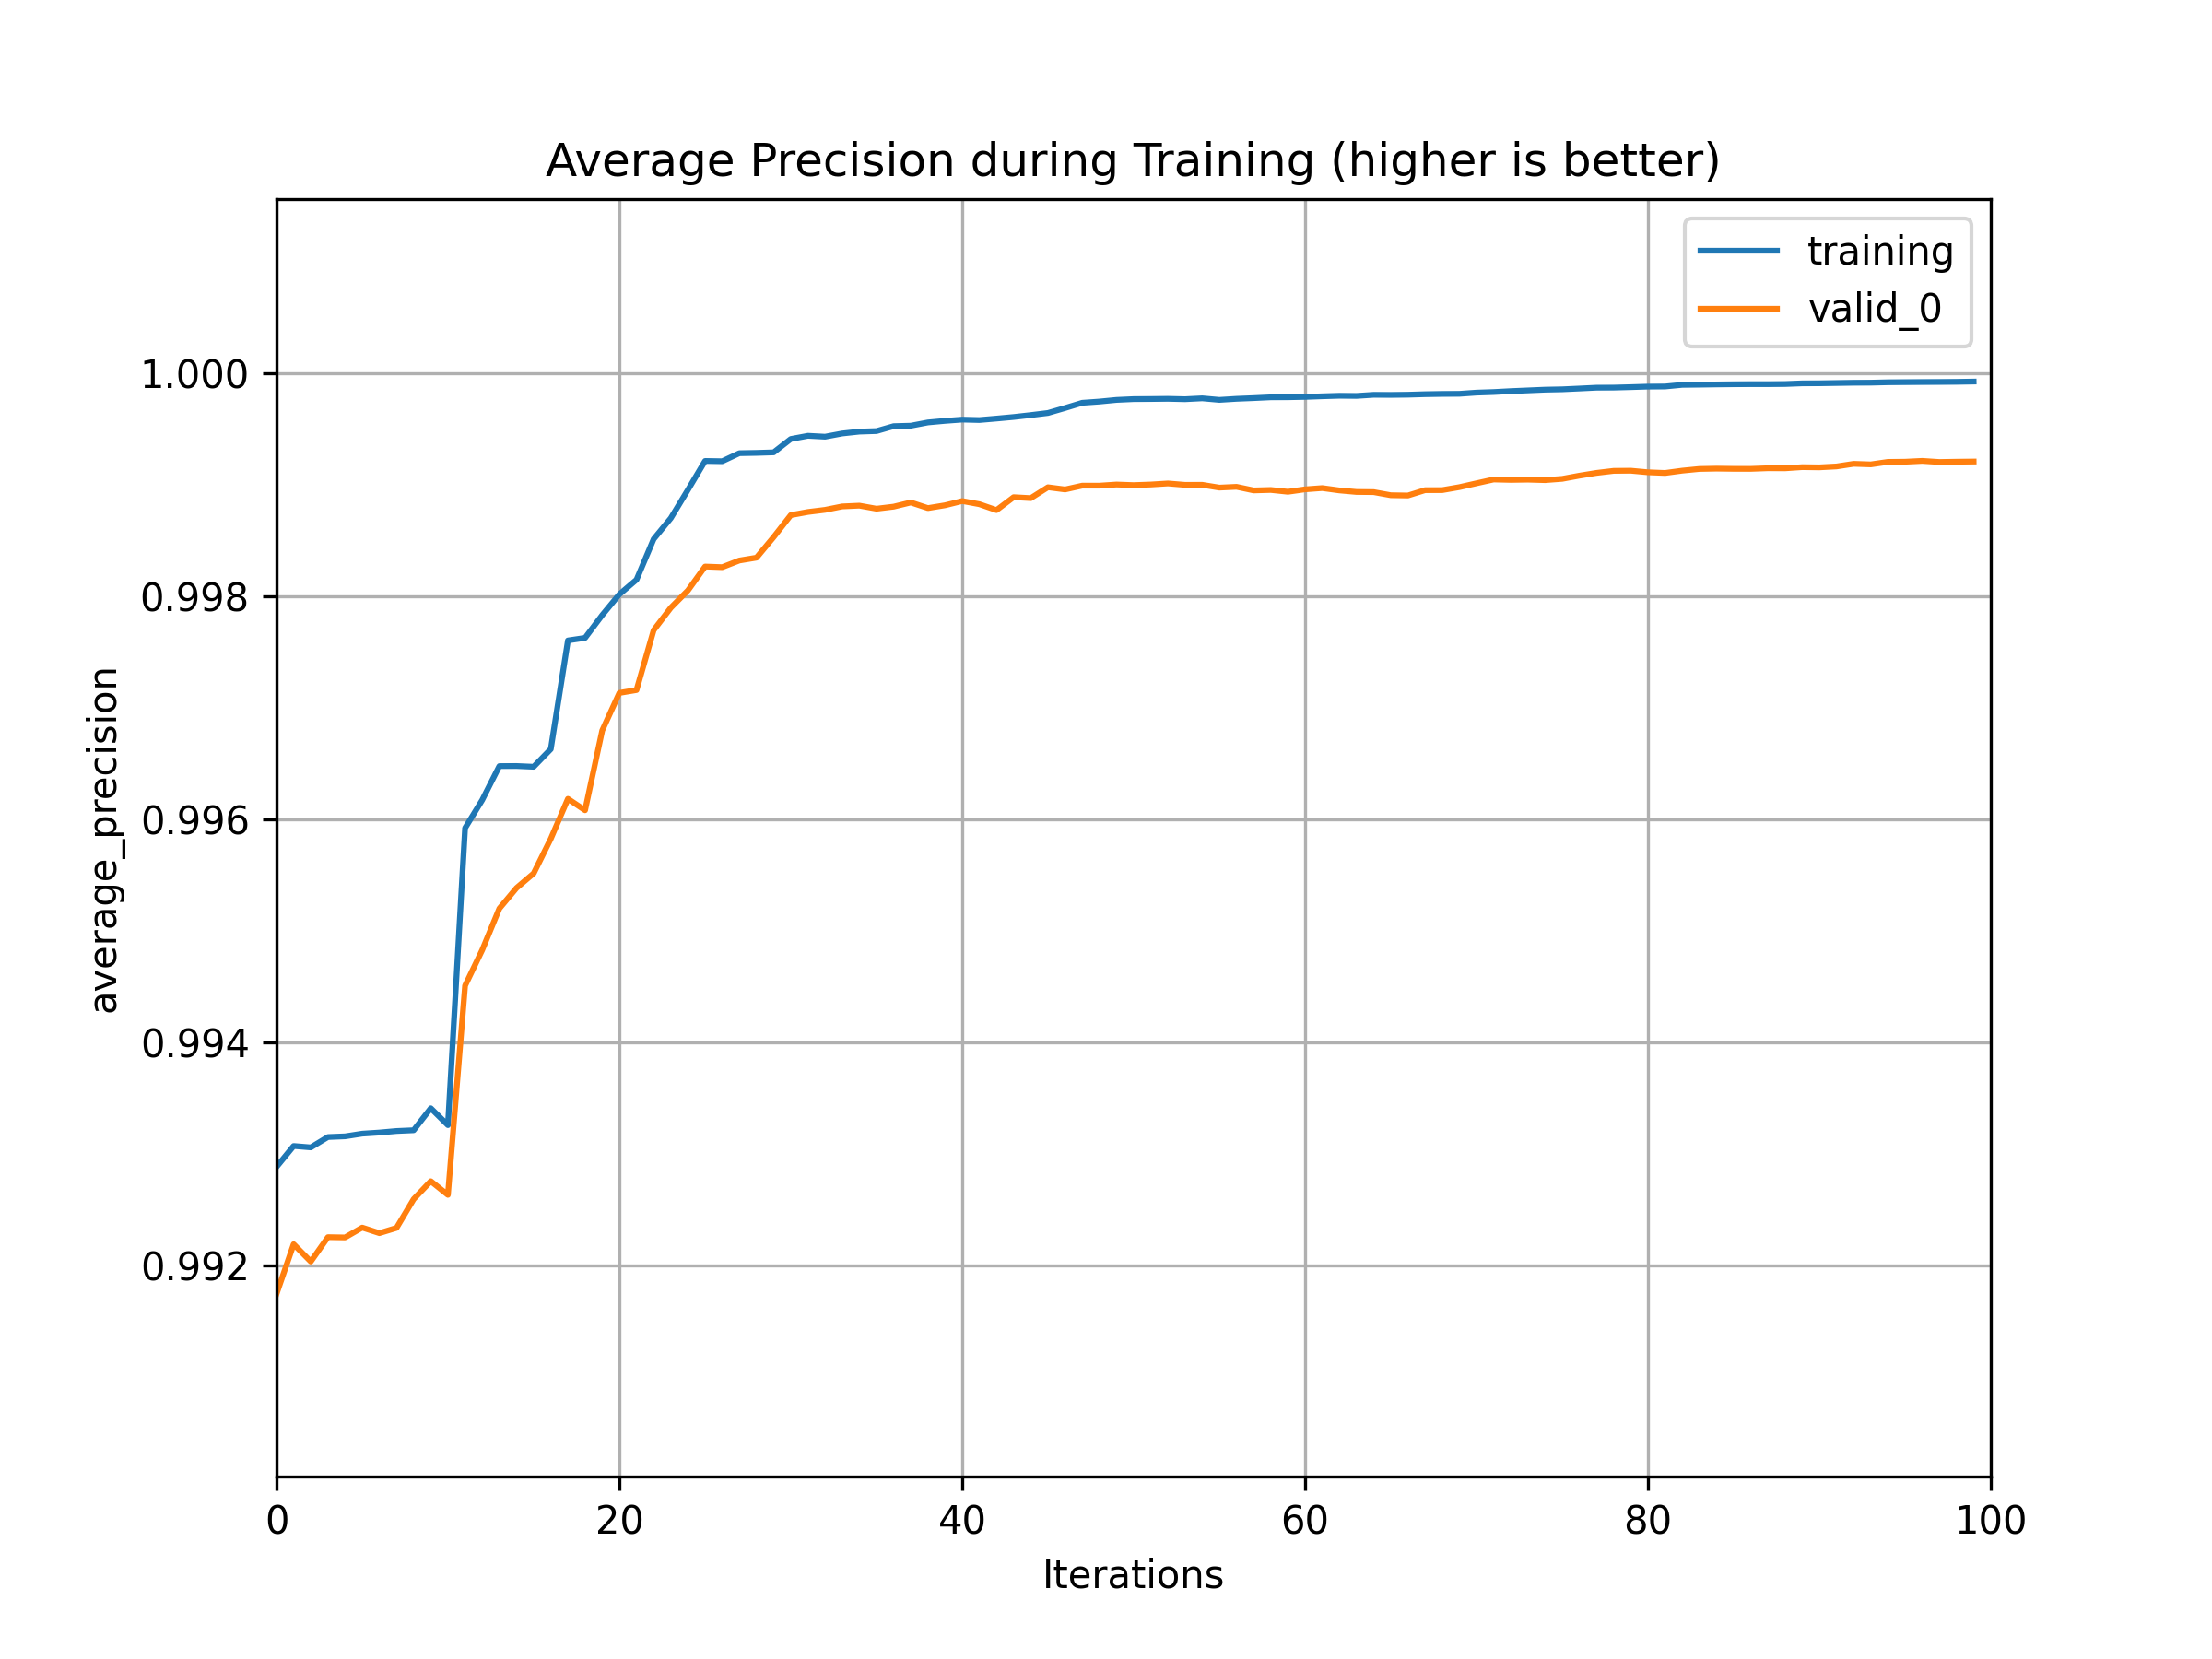 Average Precision during Training (higher is better)
training
valid_0
1.000
0.998
0.996
0.994
0.992
average_precision
0 20 40 60 80 100
Iterations